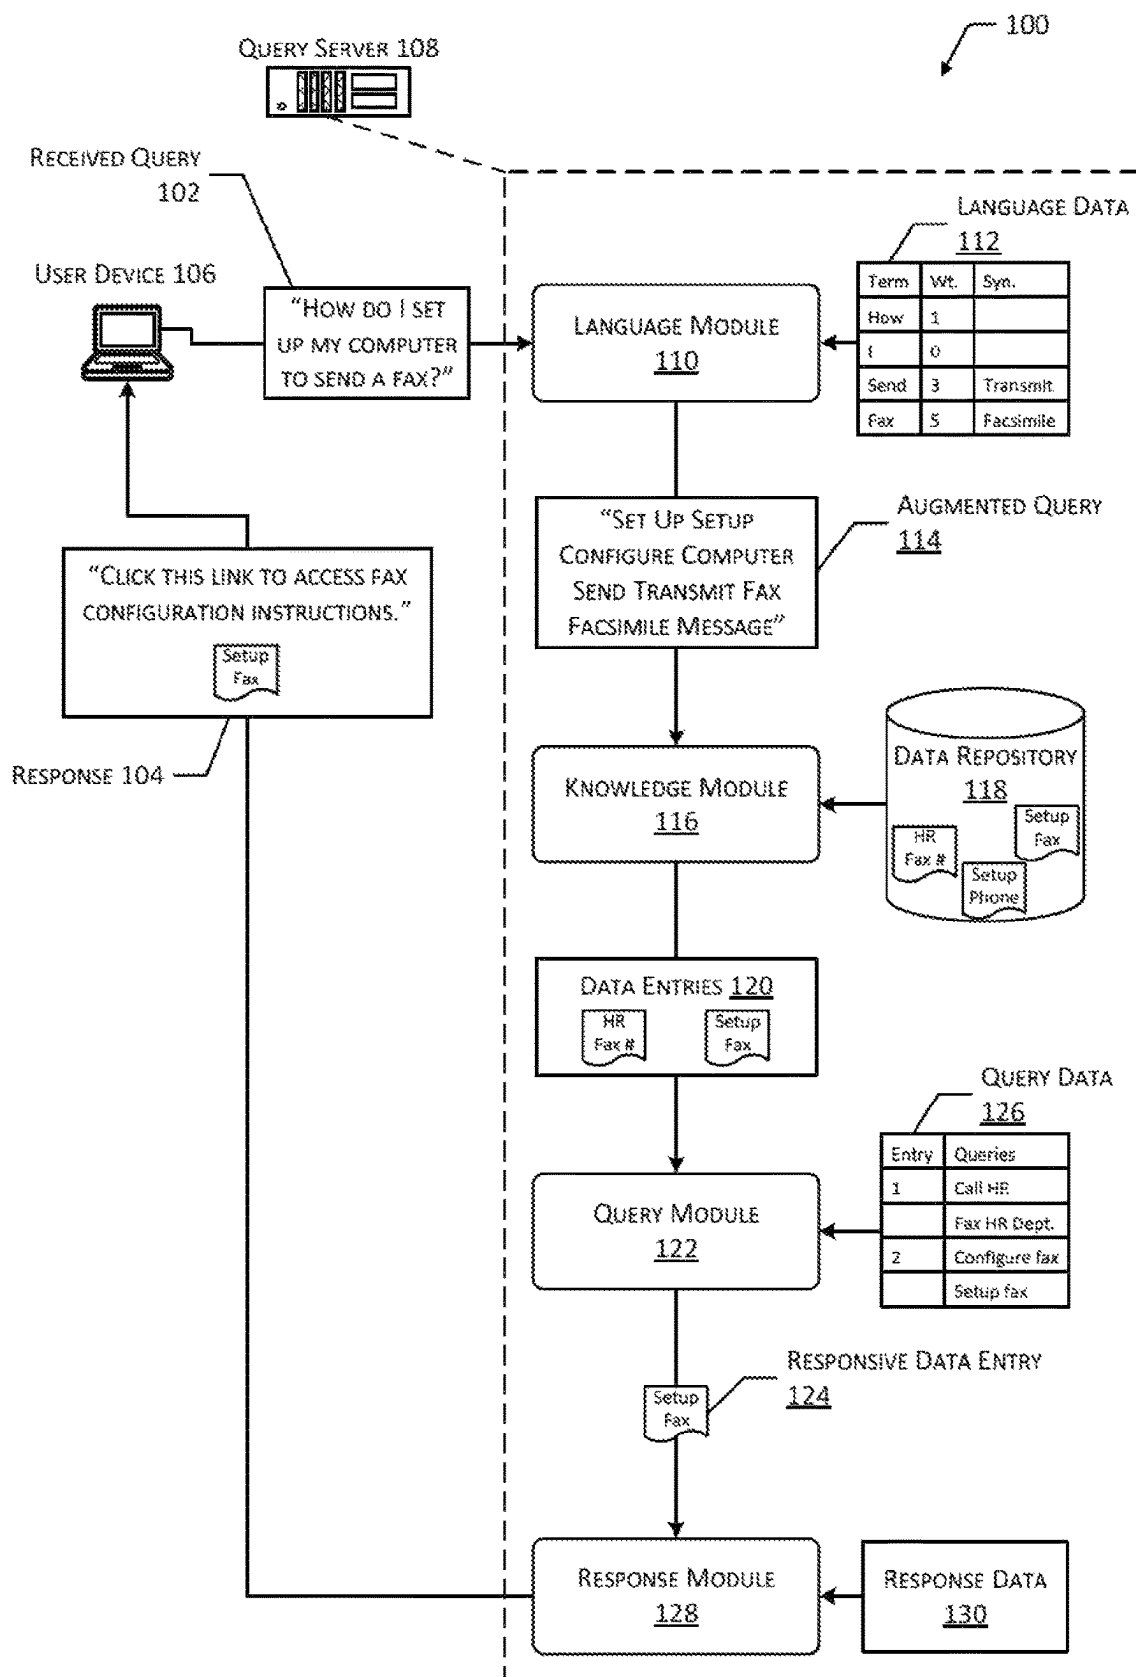 100
QUERY SERVER 108
RECEIVED QUERY
102
LANGUAGE DATA
112
USER DEVICE 106
"HOW DO I SET
UP MY COMPUTER
TO SEND A FAX?"
LANGUAGE MODULE
110
Term Wt. Syn.
How 1
I 0
Send 3 Transmit
Fax 5 Facsimile
"SET UP SETUP
CONFIGURE COMPUTER
SEND TRANSMIT FAX
FACSIMILE MESSAGE"
AUGMENTED QUERY
114
"CLICK THIS LINK TO ACCESS FAX
CONFIGURATION INSTRUCTIONS."
Setup
Fax
RESPONSE 104
KNOWLEDGE MODULE
116
DATA REPOSITORY
118
HR
Fax #
Setup
Fax
Setup
Phone
DATA ENTRIES 120
HR
Fax #
Setup
Fax
QUERY DATA
126
QUERY MODULE
122
Entry Queries
1 Call HR
Fax HR Dept.
2 Configure fax
Setup fax
RESPONSIVE DATA ENTRY
124
Setup
Fax
RESPONSE MODULE
128
RESPONSE DATA
130